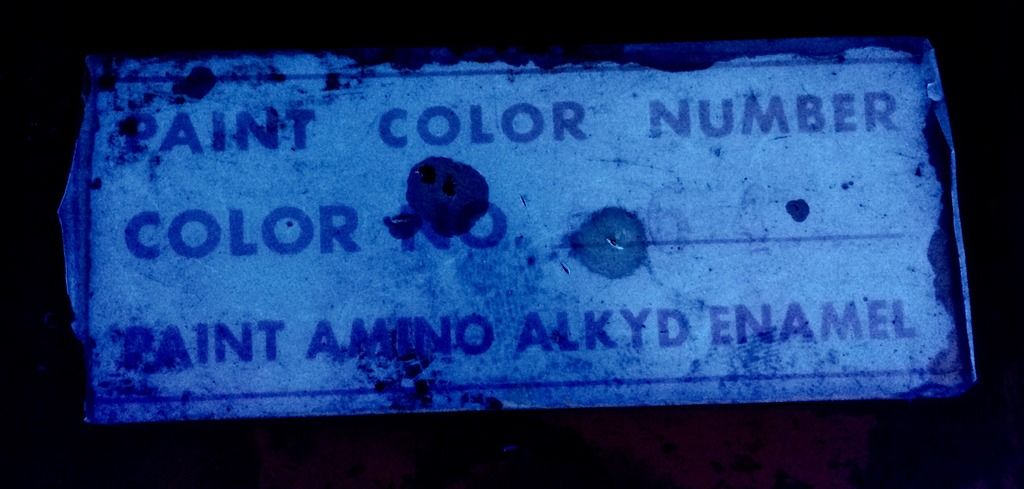 PAINT COLOR NUMBER
COLOR NO.
PAINT AMINO ALKYD ENAMEL